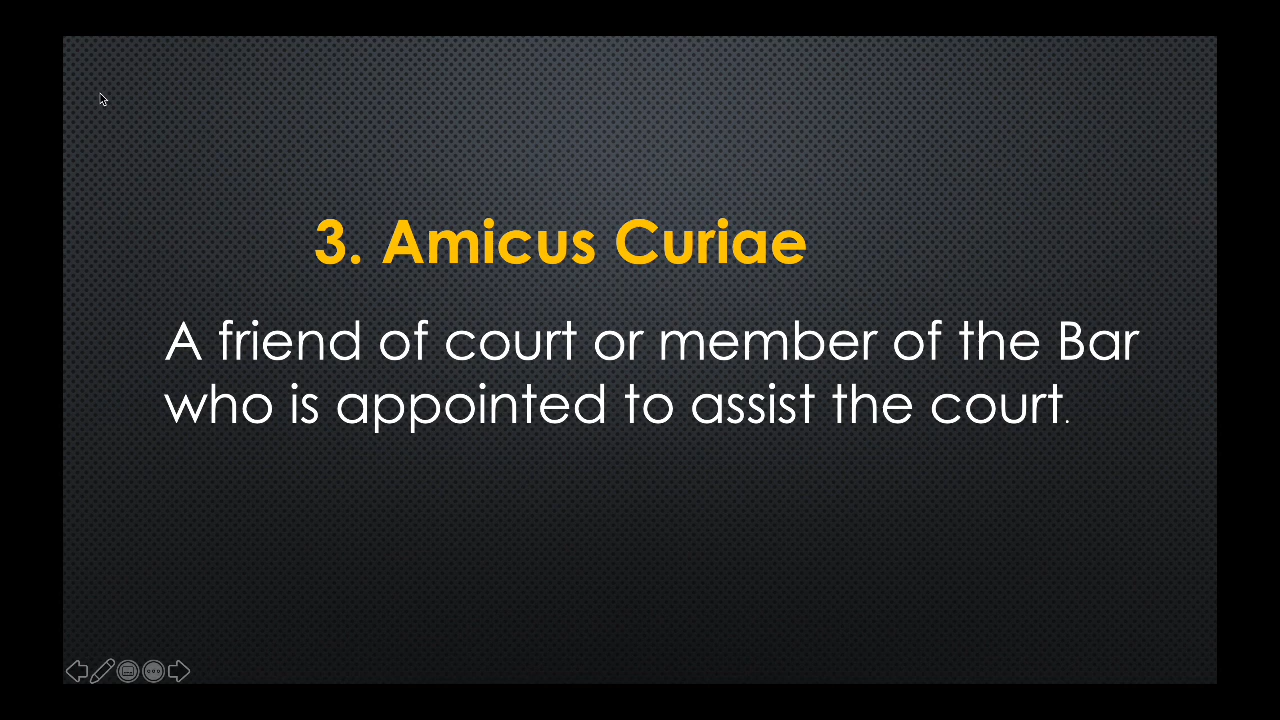 3. Amicus Curiae
A friend of court or member of the Bar
who is appointed to assist the court.